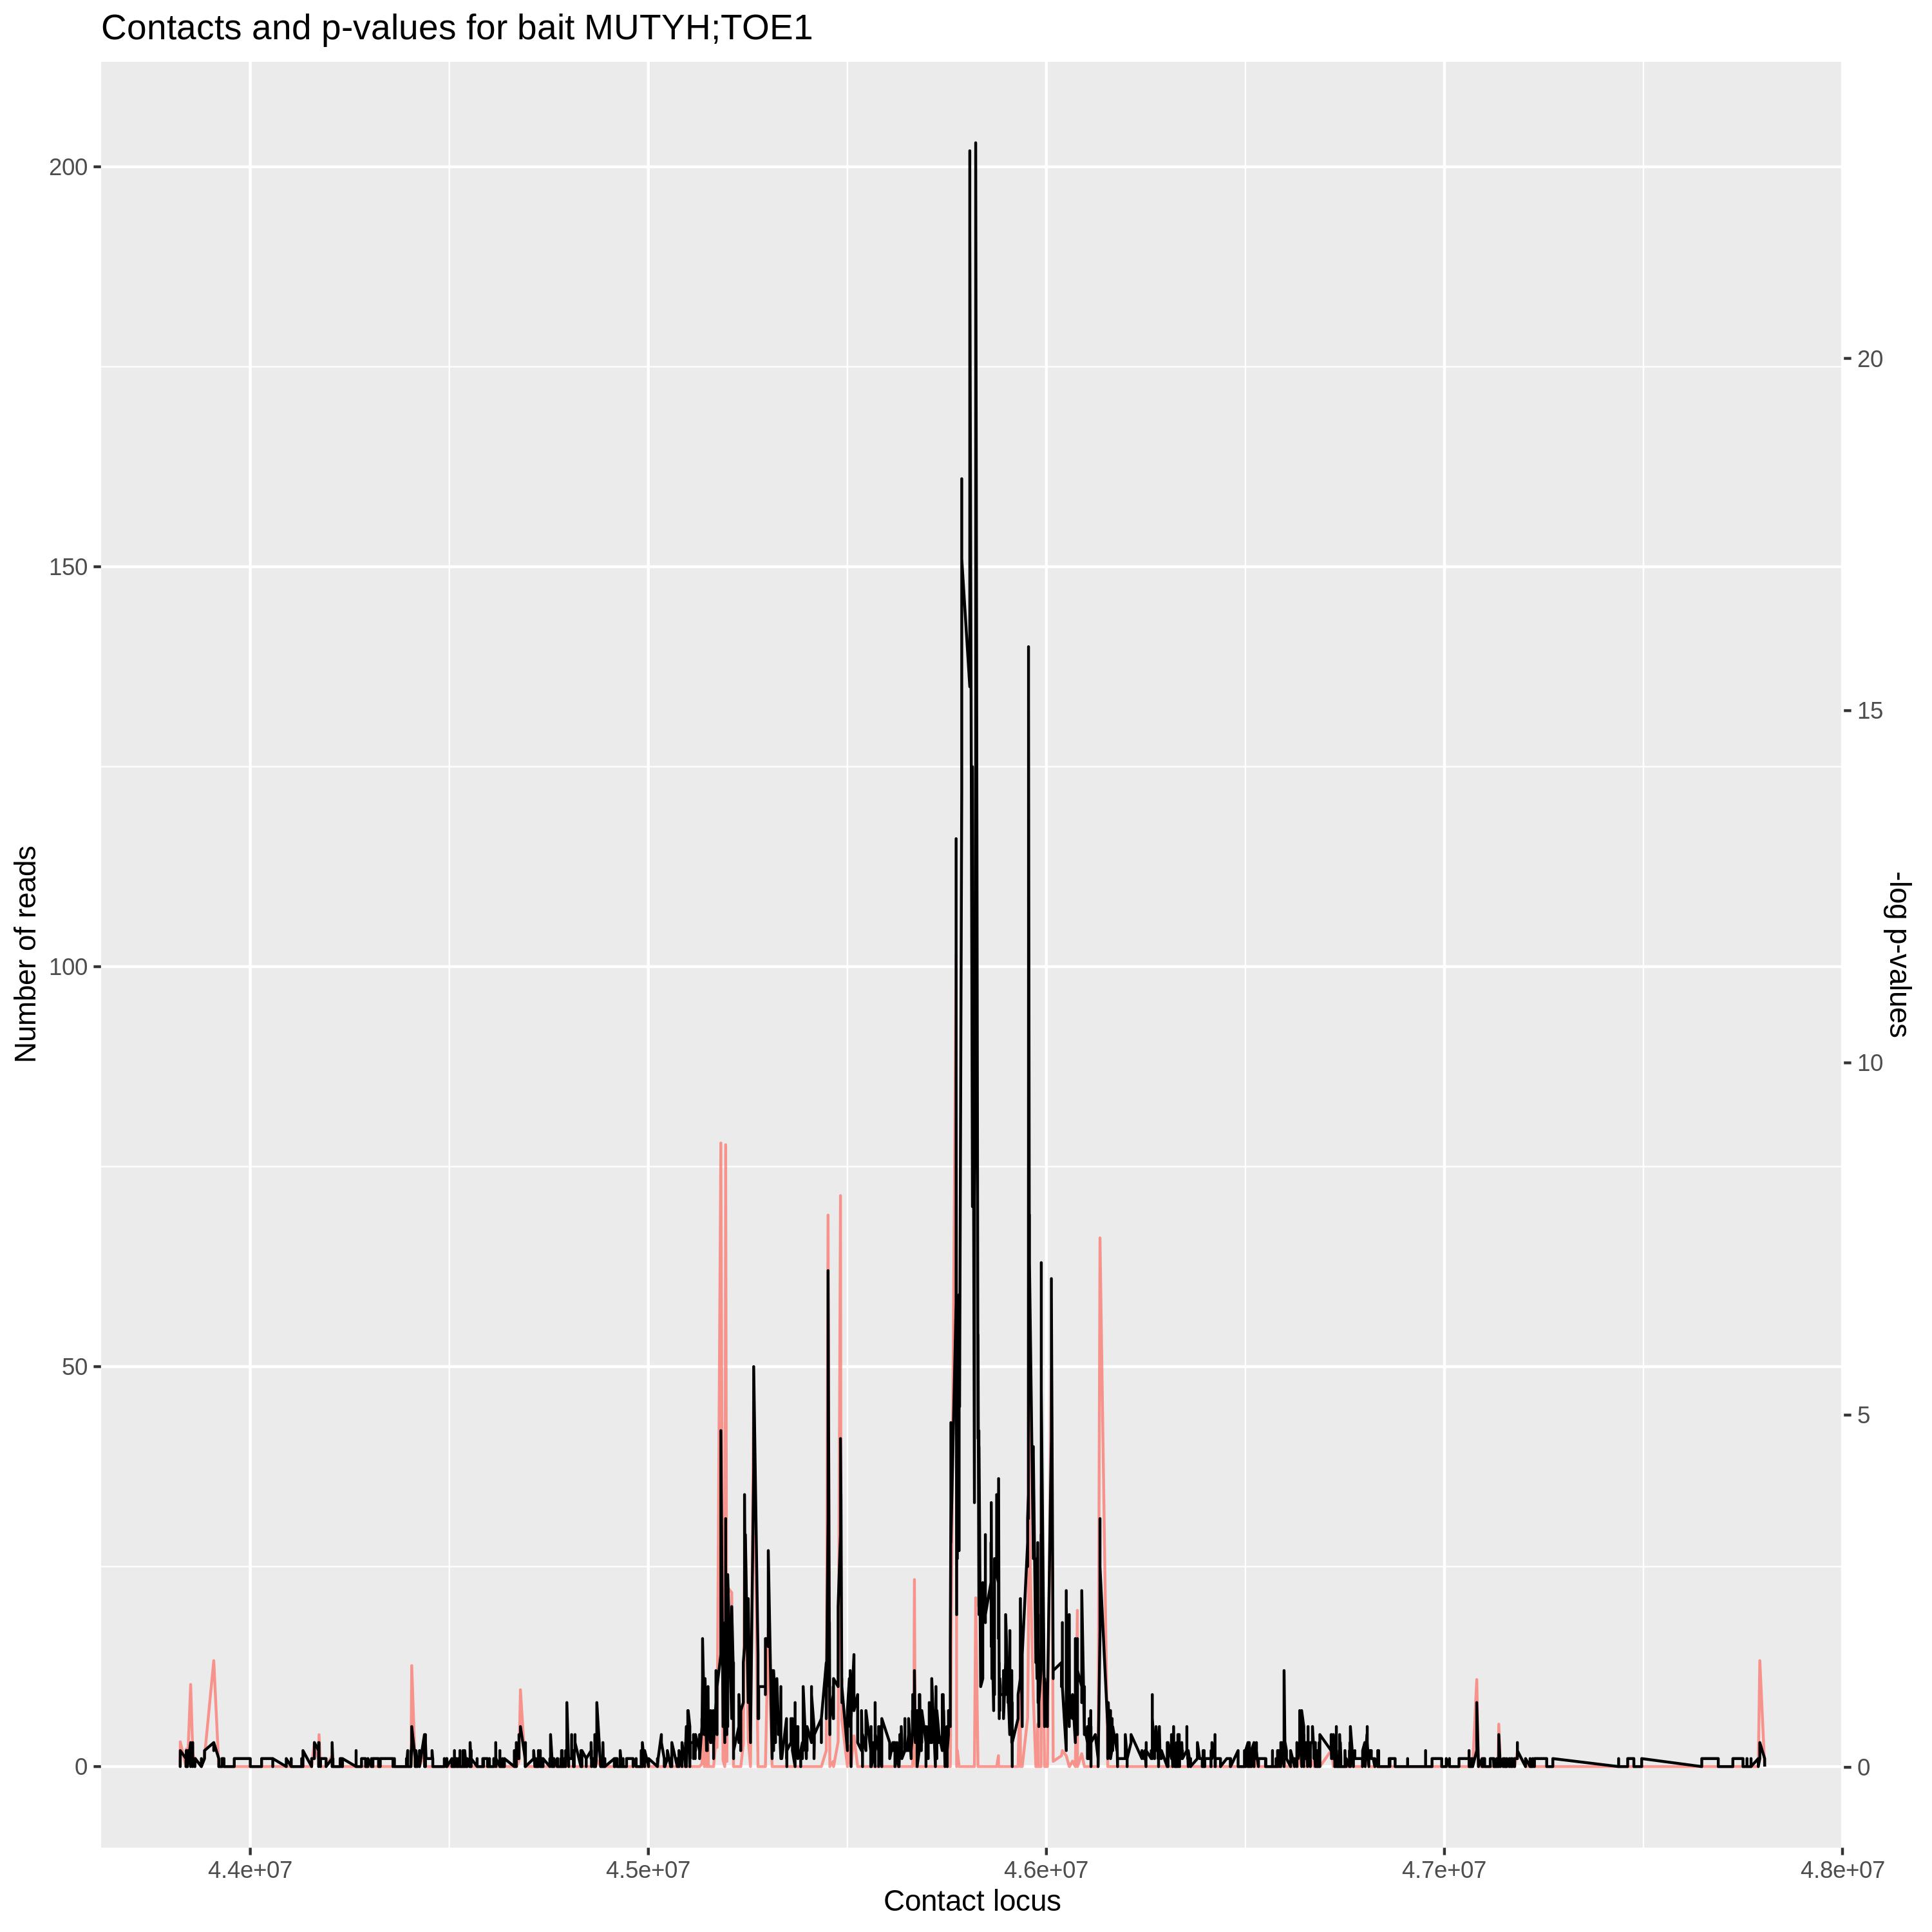 Contacts and p-values for bait MUTYH;TOE1
200
150
100
50
0
Number of reads
20
15
10
5
0
-log p-values
4.4e+07
4.5e+07
4.6e+07
4.7e+07
4.8e+07
Contact locus